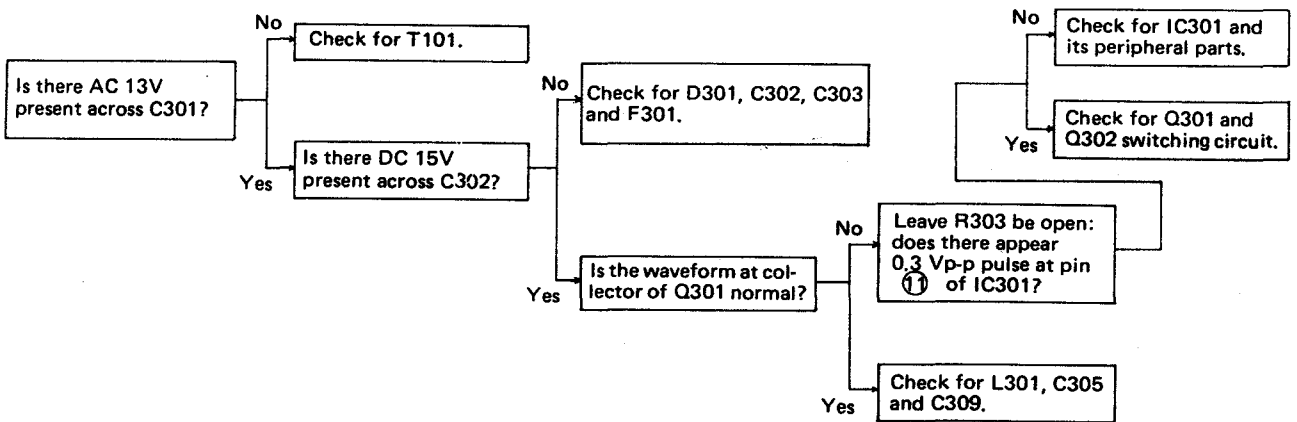 Is there AC 13V
present across C301?
No
Check for T101.
Yes
Is there DC 15V
present across C302?
No
Check for D301, C302, C303
and F301.
Yes
Is the waveform at col-
lector of Q301 normal?
No
Leave R303 be open:
does there appear
0.3 Vp-p pulse at pin
⑪ of IC301?
No
Check for IC301 and
its peripheral parts.
Yes
Check for Q301 and
Q302 switching circuit.
Yes
Check for L301, C305
and C309.